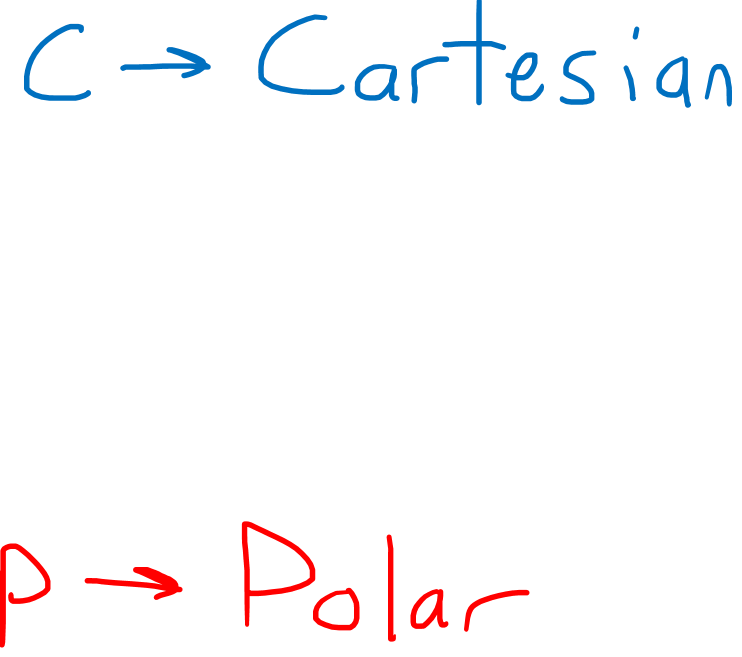 C → Cartesian
P → Polar